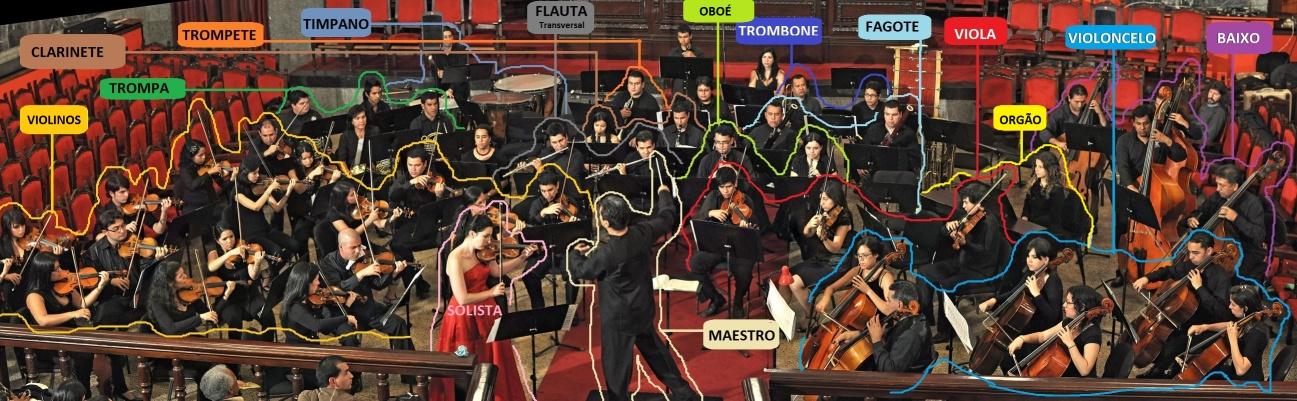 CLARINETE
TROMPETE
TIMPANO
FLAUTA
Transversal
OBOÉ
TROMBONE
FAGOTE
VIOLA
VIOLONCELO
BAIXO
TROMPA
VIOLINOS
ORGÃO
SOLISTA
MAESTRO